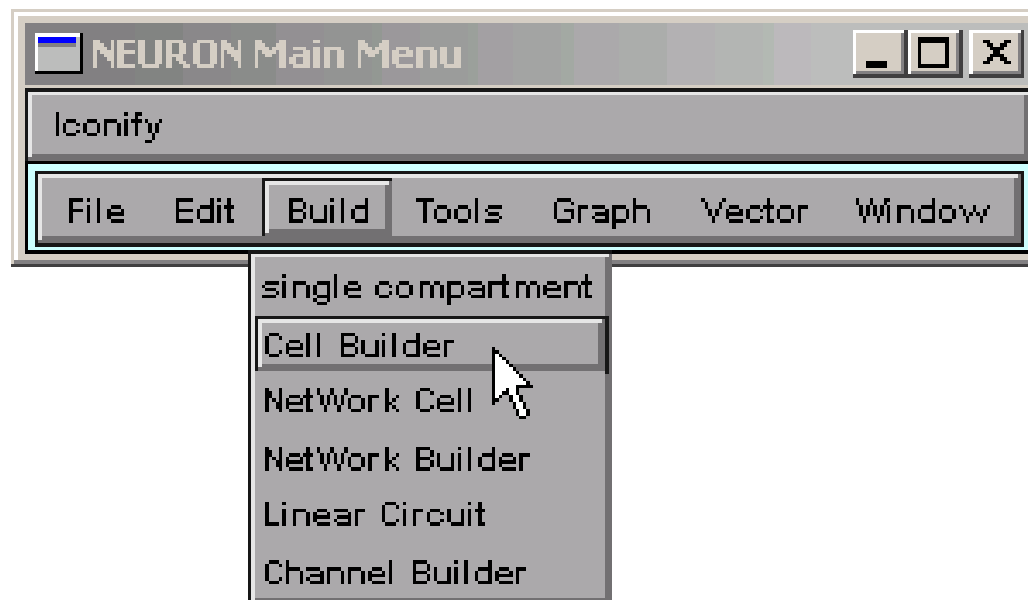 NEURON Main Menu
Iconify
File Edit Build Tools Graph Vector Window
single compartment
Cell Builder
NetWork Cell
NetWork Builder
Linear Circuit
Channel Builder